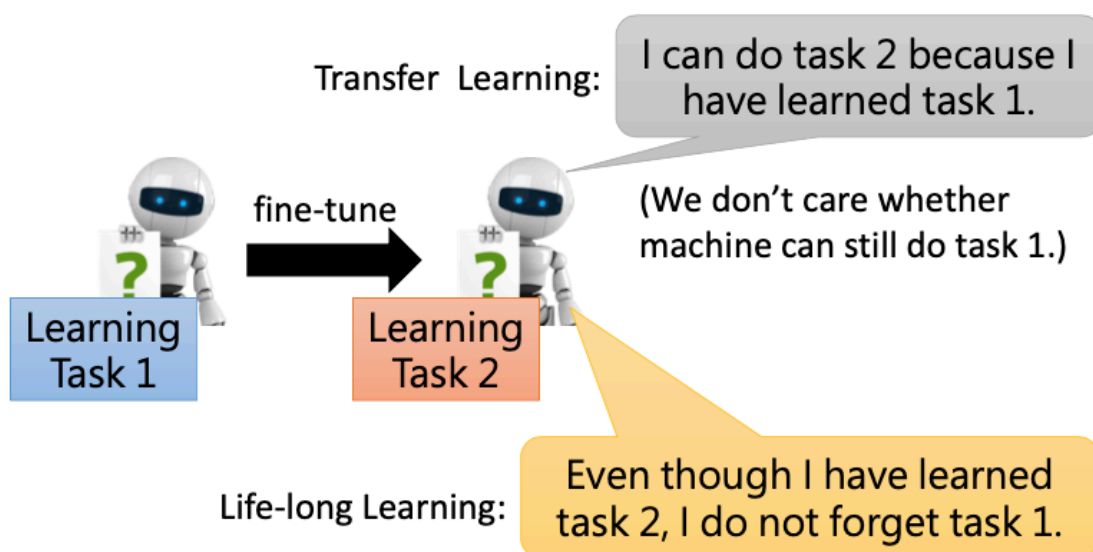 Transfer Learning:
I can do task 2 because I
have learned task 1.
fine-tune
(We don't care whether
machine can still do task 1.)
?
?
Learning
Task 1
Learning
Task 2
Life-long Learning:
Even though I have learned
task 2, I do not forget task 1.